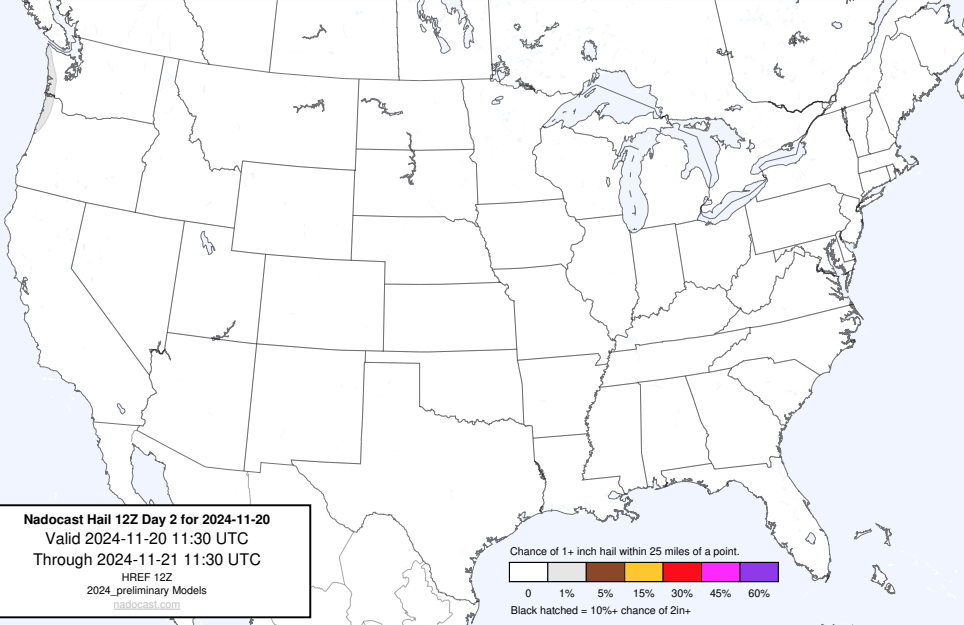 Nadocast Hail 12Z Day 2 for 2024-11-20
Valid 2024-11-20 11:30 UTC
Through 2024-11-21 11:30 UTC
HREF 12Z
2024_preliminary Models
nadocast.com
Chance of 1+ inch hail within 25 miles of a point.
0 1% 5% 15% 30% 45% 60%
Black hatched = 10%+ chance of 2in+